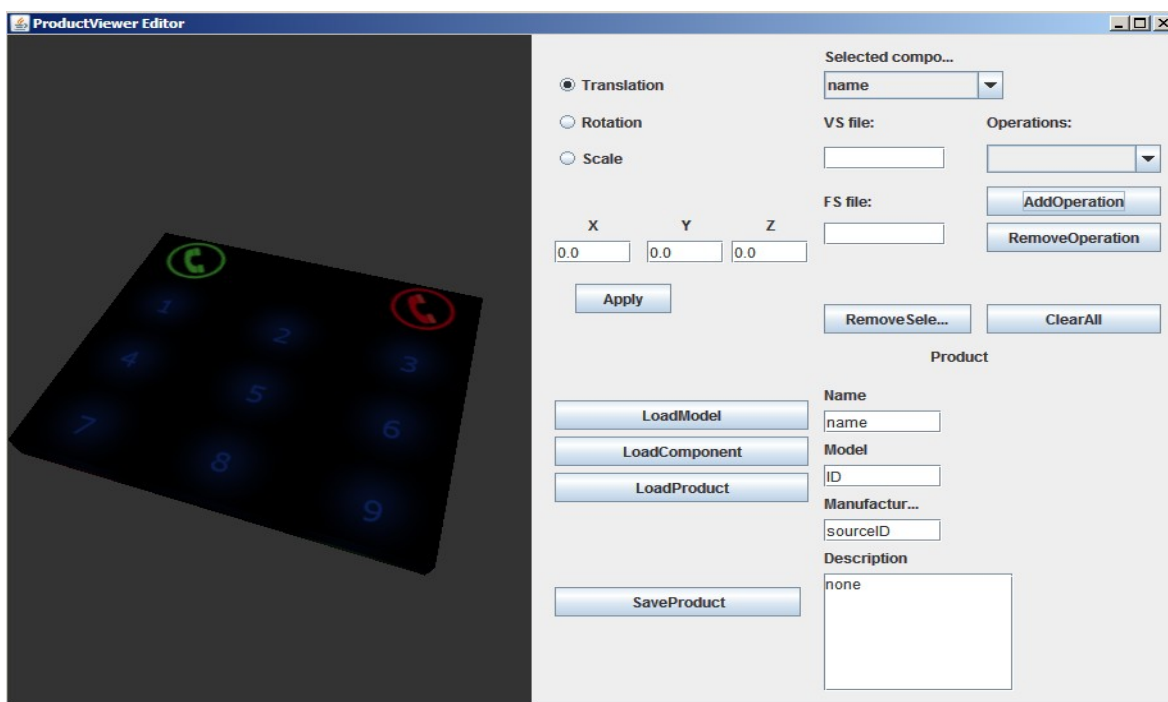 ProductViewer Editor
1
2
3
4
5
6
7
8
9
Translation
Rotation
Scale
X Y Z
0.0 0.0 0.0
Apply
LoadModel
LoadComponent
LoadProduct
SaveProduct
Selected compo...
name
VS file:
Operations:
FS file:
AddOperation
RemoveOperation
RemoveSele...
ClearAll
Product
Name
name
Model
ID
Manufactur...
sourceID
Description
none